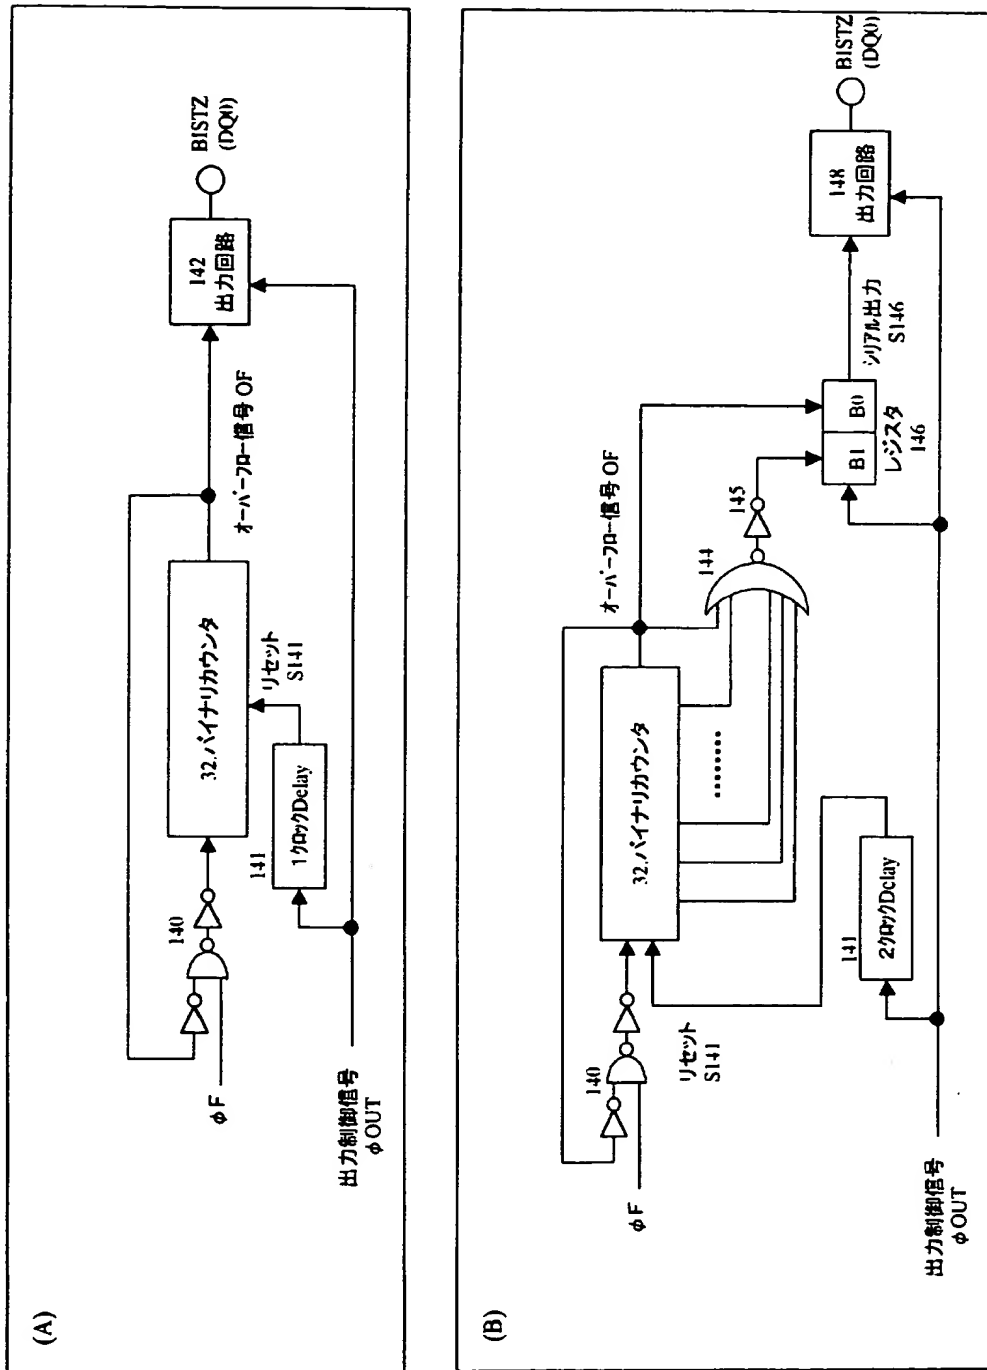 (A)
φF
140
32.バイナリカウンタ
オーバーフロー信号 OF
142
出力回路
BISTZ
(DQ0)
141
1クロックDelay
リセット
S141
出力制御信号
φOUT
(B)
φF
140
32.バイナリカウンタ
オーバーフロー信号 OF
144
145
B1
B0
レジスタ
146
シリアル出力
S146
148
出力回路
BISTZ
(DQ0)
リセット
S141
141
2クロックDelay
出力制御信号
φOUT